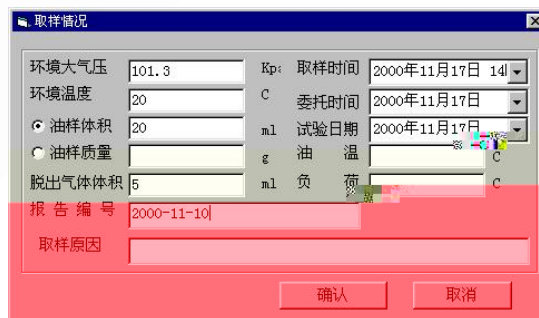 取样情况
环境大气压 101.3 Kp 取样时间 2000年11月17日 14
环境温度 20 C 委托时间 2000年11月17日
油样体积 20 ml 试验日期 2000年11月17日
油样质量 g 油 温 C
脱出气体体积 5 ml 负 荷 C
报告编号 2000-11-10
取样原因
确认 取消